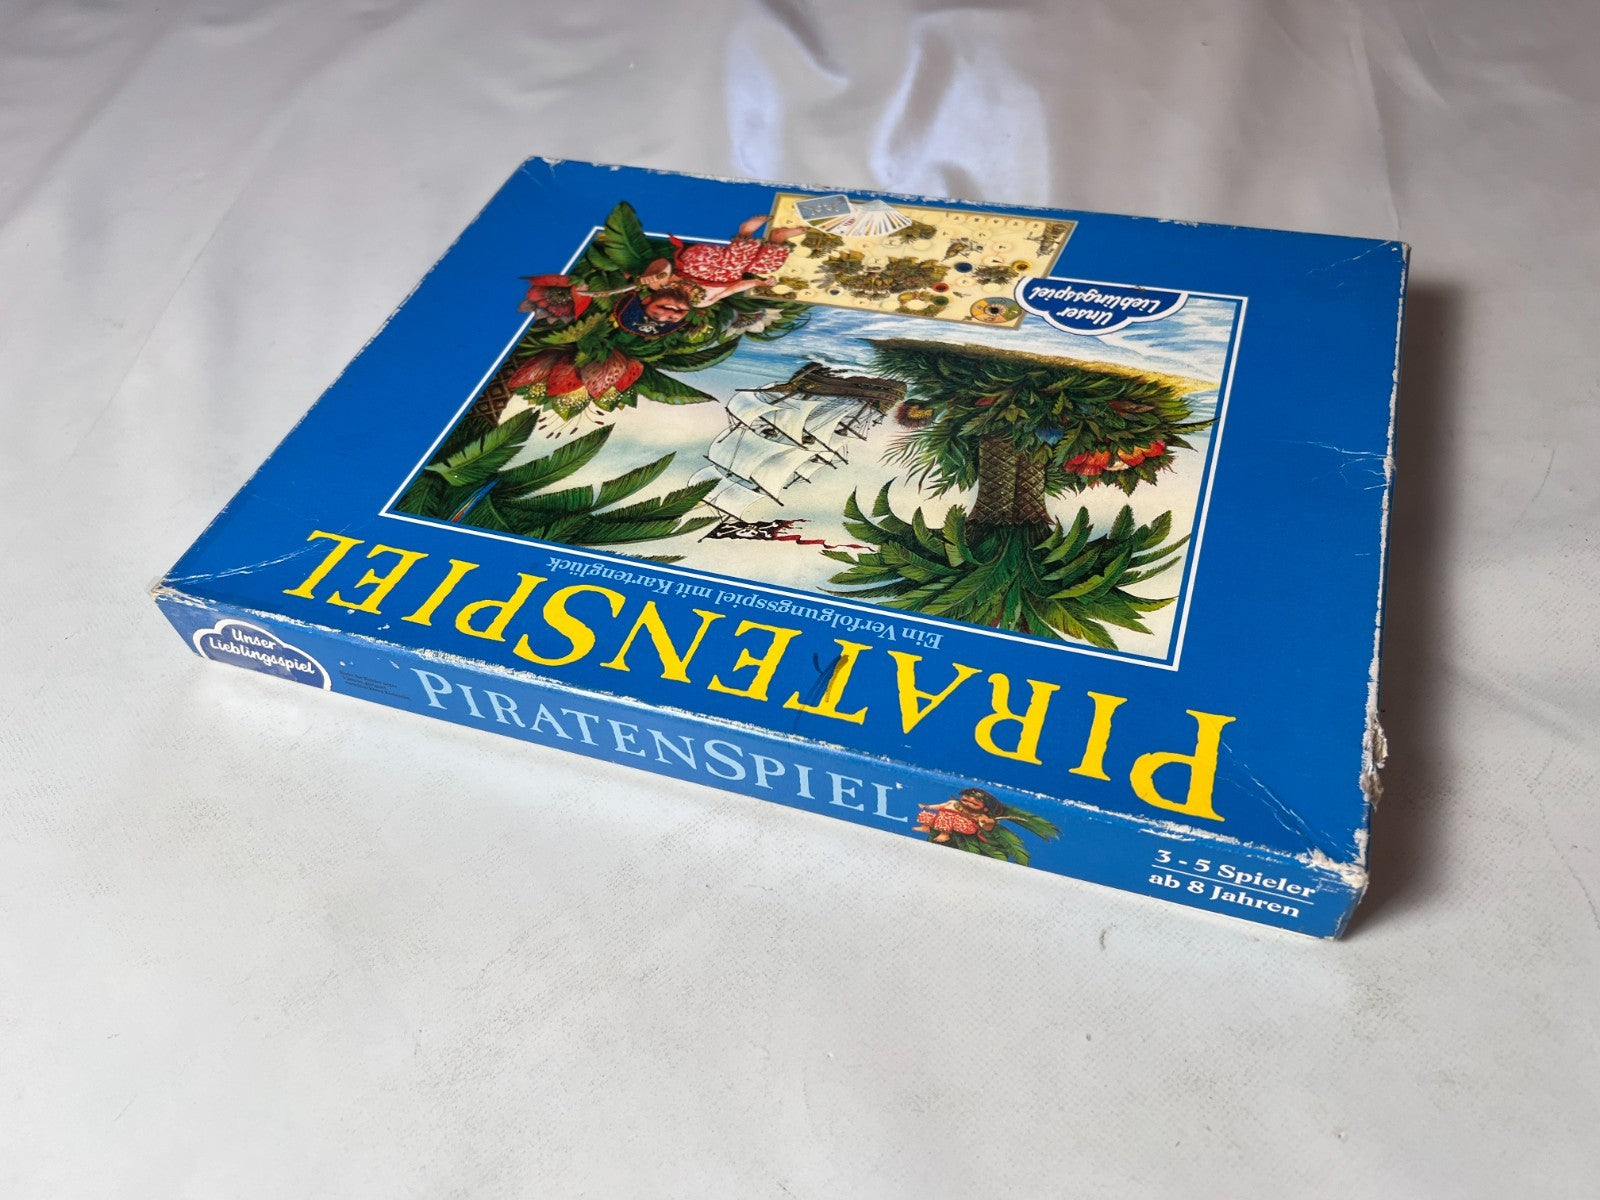 Unser
Lieblingsspiel
Ein Verfolgungsspiel mit Kartenglück
PIRATENSPIEL
Unser
Lieblingsspiel
PIRATENSPIEL
3 - 5 Spieler
ab 8 Jahren